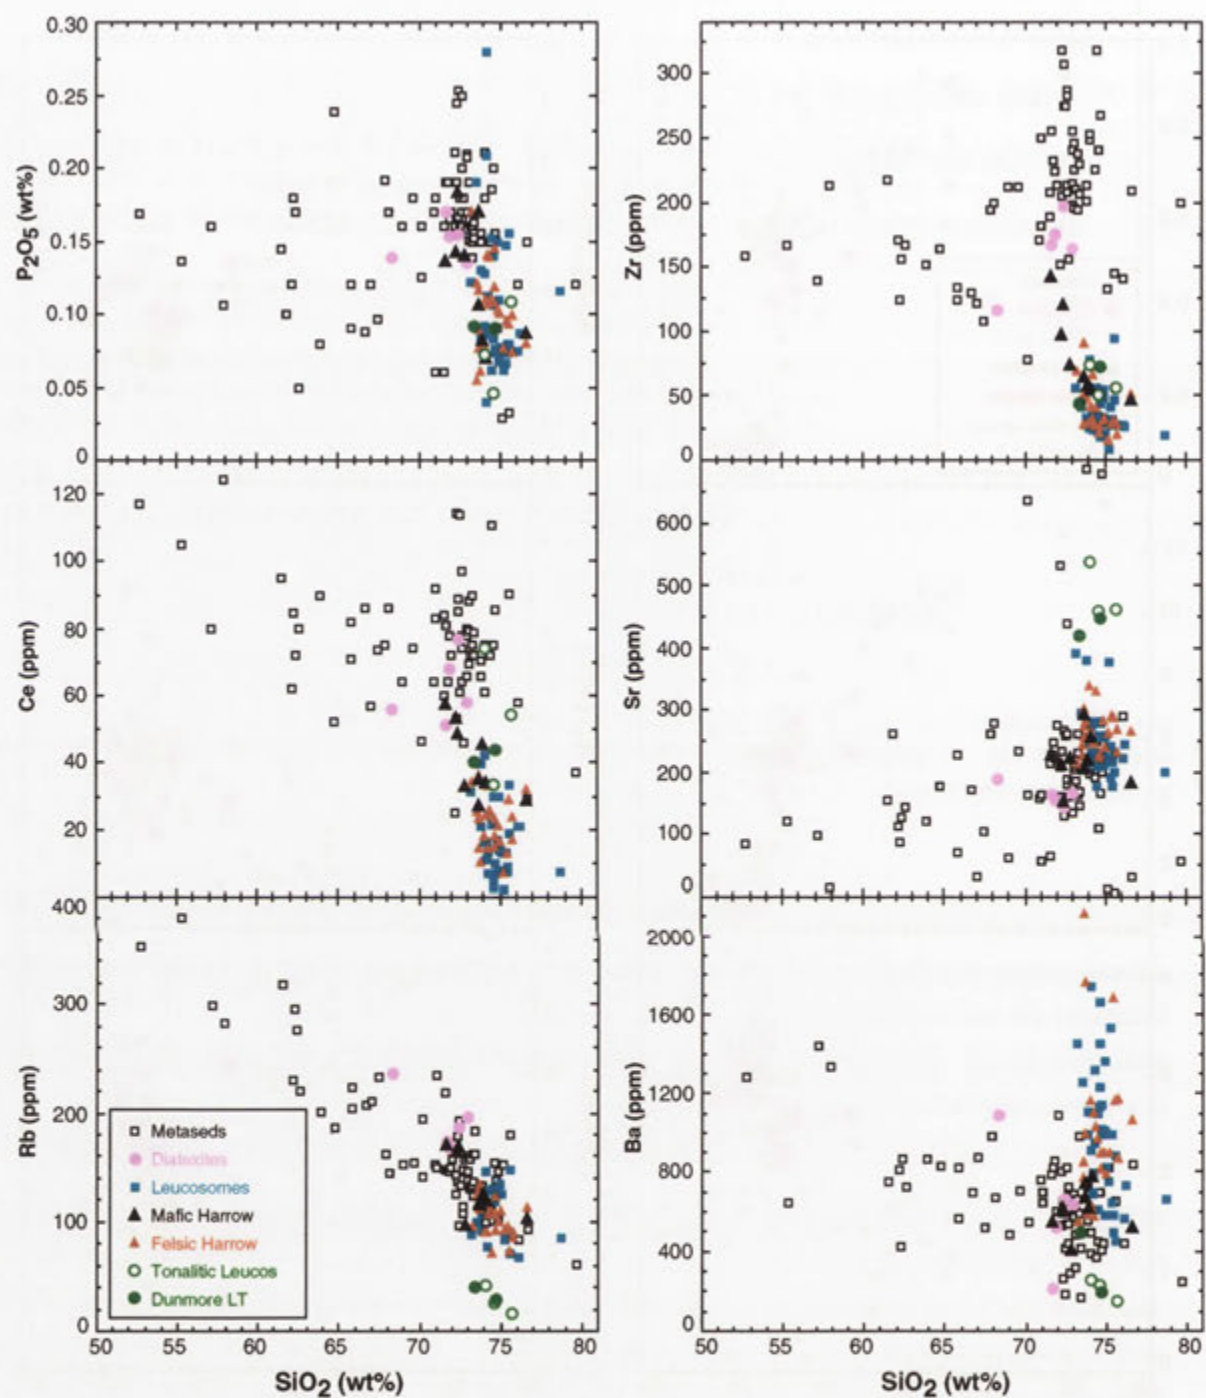 0.30
0.25
0.20
0.15
0.10
0.05
0
P2O5 (wt%)
300
250
200
150
100
50
0
Zr (ppm)
120
100
80
60
40
20
Ce (ppm)
600
500
400
300
200
100
0
Sr (ppm)
400
300
200
100
0
Rb (ppm)
Metaseds
Diatexites
Leucosomes
Mafic Harrow
Felsic Harrow
Tonalitic Leucos
Dunmore LT
50 55 60 65 70 75 80
SiO2 (wt%)
2000
1600
1200
800
400
0
Ba (ppm)
50 55 60 65 70 75 80
SiO2 (wt%)